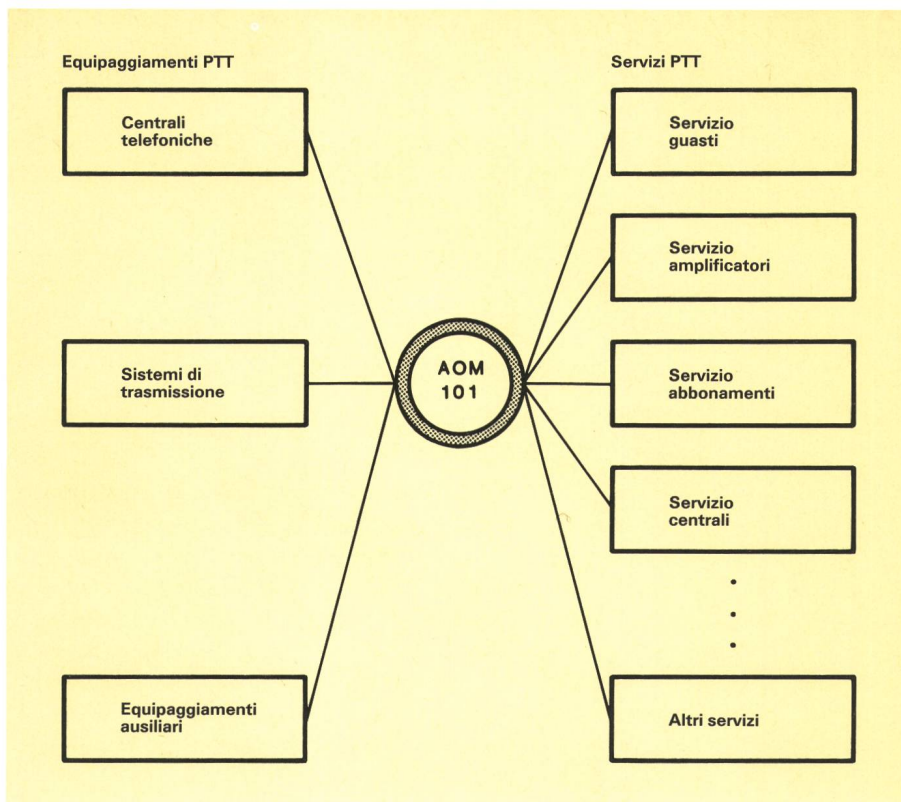 Equipaggiamenti PTT
Centrali
telefoniche
Sistemi di
trasmissione
Equipaggiamenti
ausiliari
AOM
101
Servizi PTT
Servizio
guasti
Servizio
amplificatori
Servizio
abbonamenti
Servizio
centrali
Altri servizi